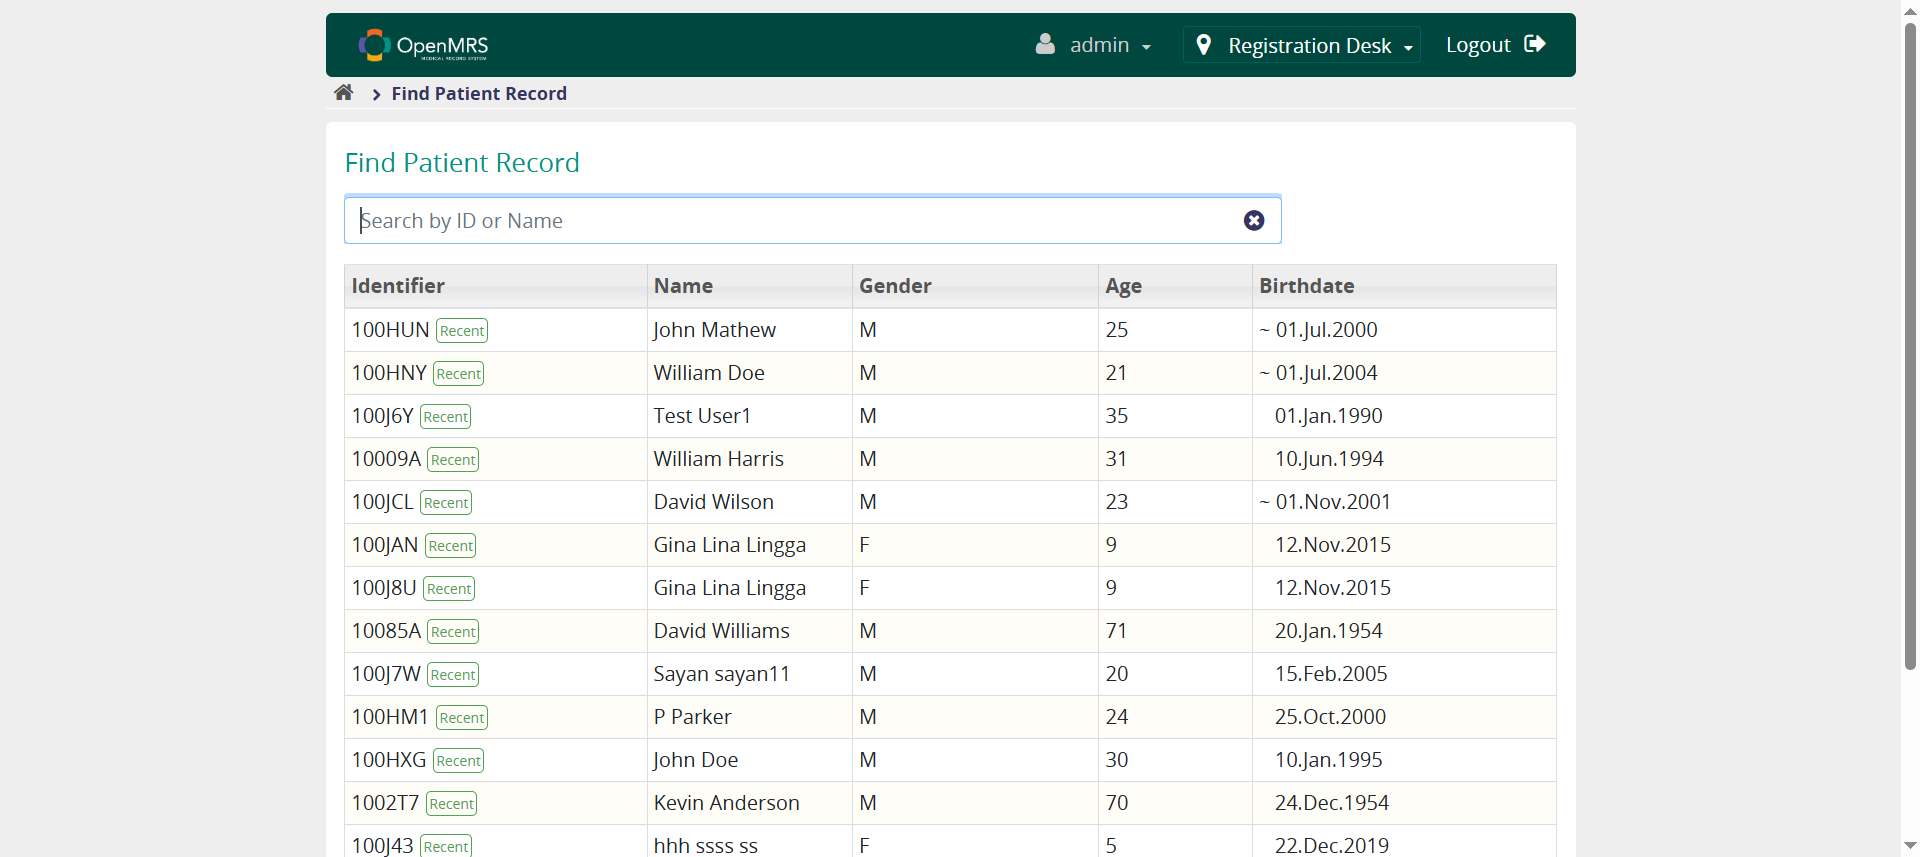 OpenMRS
MEDICAL RECORD SYSTEM
admin
Registration Desk
Logout
Find Patient Record
Find Patient Record
Search by ID or Name
Identifier Name Gender Age Birthdate
100HUN Recent John Mathew M 25 ~ 01.Jul.2000
100HNY Recent William Doe M 21 ~ 01.Jul.2004
100J6Y Recent Test User1 M 35 01.Jan.1990
10009A Recent William Harris M 31 10.Jun.1994
100JCL Recent David Wilson M 23 ~ 01.Nov.2001
100JAN Recent Gina Lina Lingga F 9 12.Nov.2015
100J8U Recent Gina Lina Lingga F 9 12.Nov.2015
10085A Recent David Williams M 71 20.Jan.1954
100J7W Recent Sayan sayan11 M 20 15.Feb.2005
100HM1 Recent P Parker M 24 25.Oct.2000
100HXG Recent John Doe M 30 10.Jan.1995
1002T7 Recent Kevin Anderson M 70 24.Dec.1954
100J43 Recent hhh ssss ss F 5 22.Dec.2019